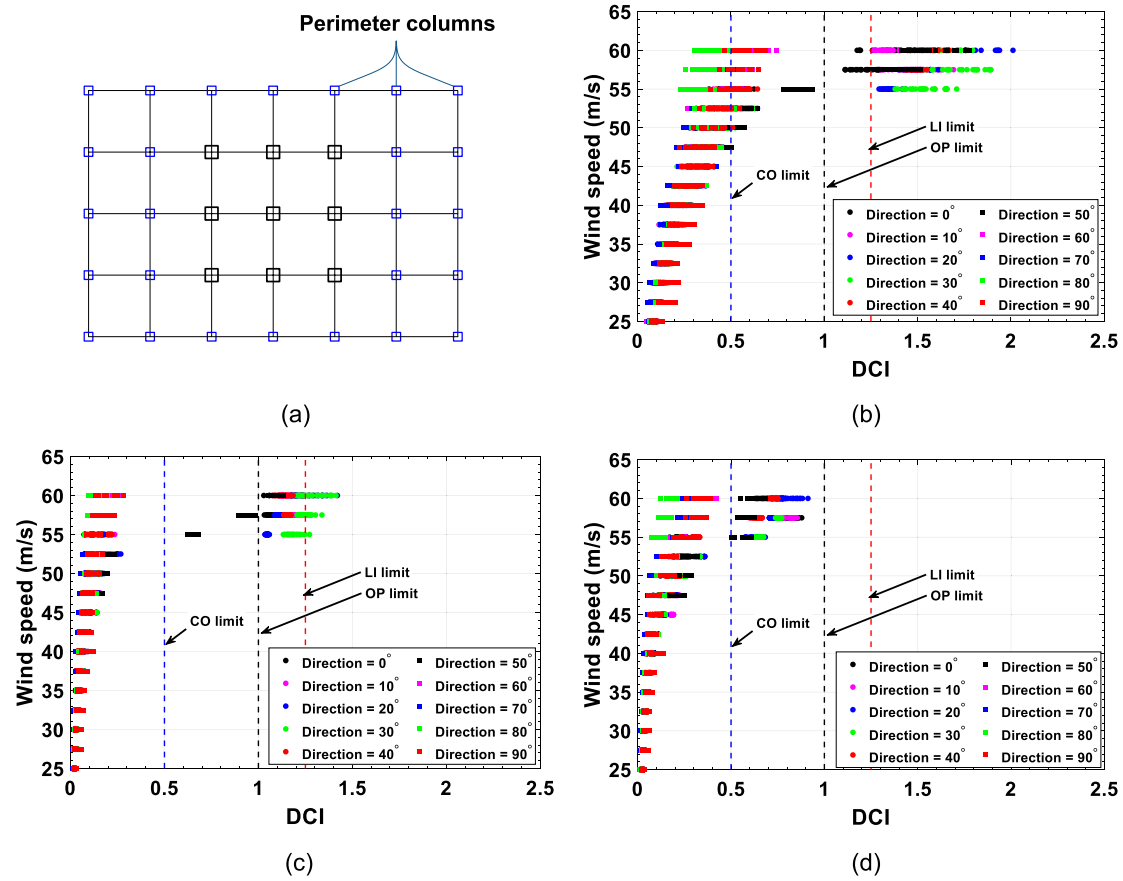 Perimeter columns
(a)
65
60
55
50
45
40
35
30
25
Wind speed (m/s)
0
0.5
1
1.5
2
2.5
DCI
LI limit
OP limit
CO limit
Direction = 0° Direction = 50°
Direction = 10° Direction = 60°
Direction = 20° Direction = 70°
Direction = 30° Direction = 80°
Direction = 40° Direction = 90°
(b)
65
60
55
50
45
40
35
30
25
Wind speed (m/s)
0
0.5
1
1.5
2
2.5
DCI
LI limit
OP limit
CO limit
Direction = 0° Direction = 50°
Direction = 10° Direction = 60°
Direction = 20° Direction = 70°
Direction = 30° Direction = 80°
Direction = 40° Direction = 90°
(c)
65
60
55
50
45
40
35
30
25
Wind speed (m/s)
0
0.5
1
1.5
2
2.5
DCI
LI limit
OP limit
CO limit
Direction = 0° Direction = 50°
Direction = 10° Direction = 60°
Direction = 20° Direction = 70°
Direction = 30° Direction = 80°
Direction = 40° Direction = 90°
(d)